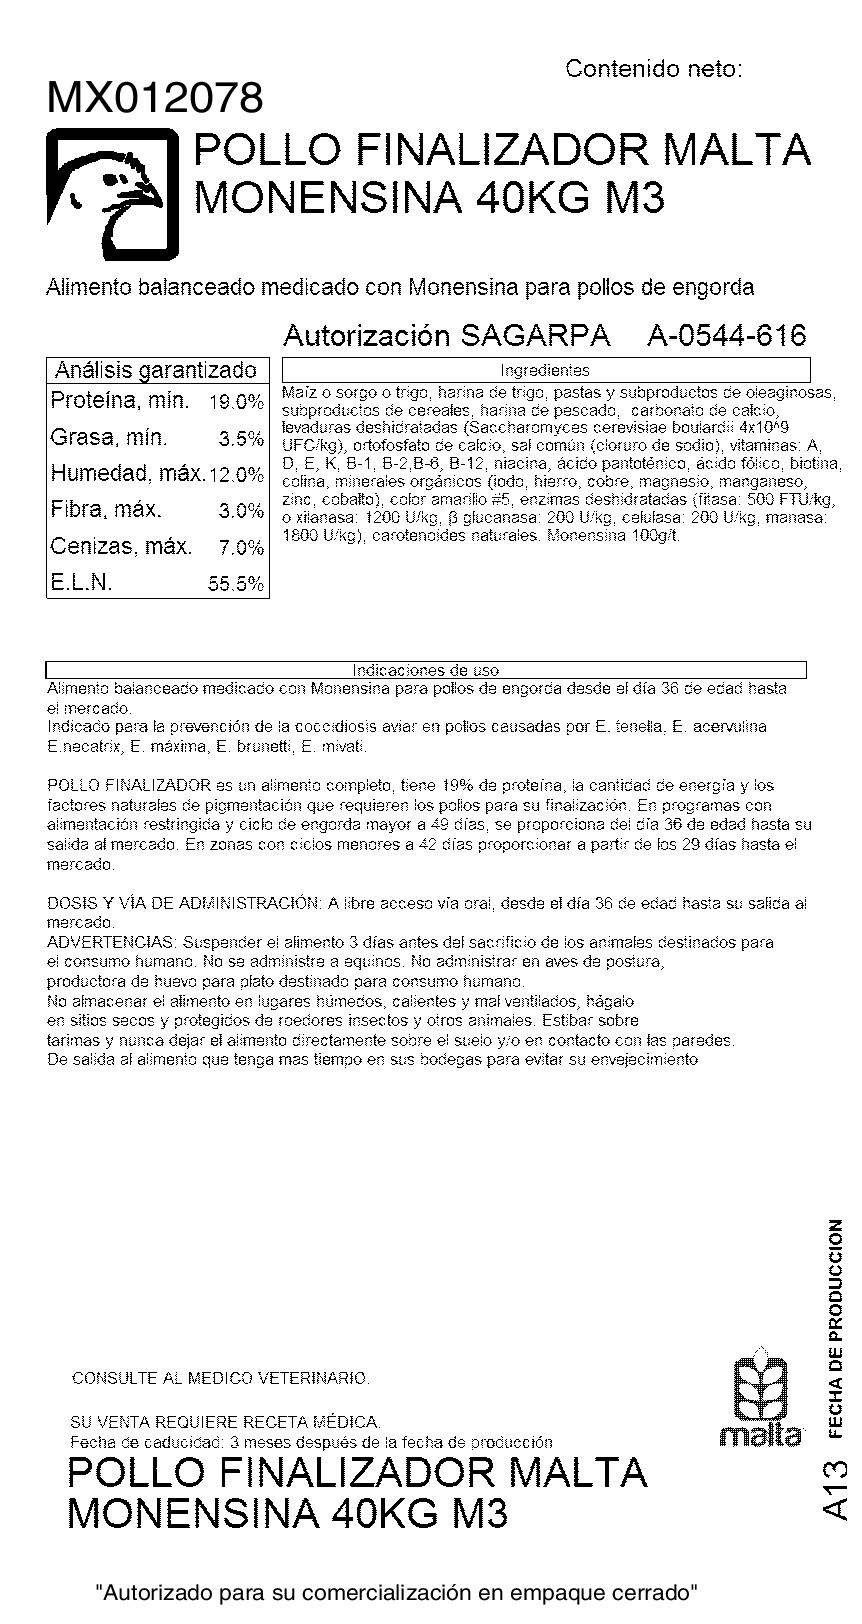 Contenido neto:
MX012078
POLLO FINALIZADOR MALTA
MONENSINA 40KG M3
Alimento balanceado medicado con Monensina para pollos de engorda
Autorización SAGARPA A-0544-616
Análisis garantizado
Proteína, mín. 19.0%
Grasa, mín. 3.5%
Humedad, máx. 12.0%
Fibra, máx. 3.0%
Cenizas, máx. 7.0%
E.L.N. 55.5%
Ingredientes
Maíz o sorgo o trigo, harina de trigo, pastas y subproductos de oleaginosas,
subproductos de cereales, harina de pescado, carbonato de calcio,
levaduras deshidratadas (Saccharomyces cerevisiae boulardii 4x10^9
UFC/kg), ortofosfato de calcio, sal común (cloruro de sodio), vitaminas: A,
D, E, K, B-1, B-2,B-6, B-12, niacina, ácido pantoténico, ácido fólico, biotina,
colina, minerales orgánicos (iodo, hierro, cobre, magnesio, manganeso,
zinc, cobalto), color amarillo #5, enzimas deshidratadas (fitasa: 500 FTU/kg,
o xilanasa: 1200 U/kg, β glucanasa: 200 U/kg, celulasa: 200 U/kg, manasa:
1800 U/kg), carotenoides naturales. Monensina 100g/t.
Indicaciones de uso
Alimento balanceado medicado con Monensina para pollos de engorda desde el día 36 de edad hasta
el mercado.
Indicado para la prevención de la coccidiosis aviar en pollos causadas por E. tenella, E. acervulina
E.necatrix, E. máxima, E. brunetti, E. mivati.
POLLO FINALIZADOR es un alimento completo, tiene 19% de proteína, la cantidad de energía y los
factores naturales de pigmentación que requieren los pollos para su finalización. En programas con
alimentación restringida y ciclo de engorda mayor a 49 días, se proporciona del día 36 de edad hasta su
salida al mercado. En zonas con ciclos menores a 42 días proporcionar a partir de los 29 días hasta el
mercado.
DOSIS Y VÍA DE ADMINISTRACIÓN: A libre acceso vía oral, desde el día 36 de edad hasta su salida al
mercado.
ADVERTENCIAS: Suspender el alimento 3 días antes del sacrificio de los animales destinados para
el consumo humano. No se administre a equinos. No administrar en aves de postura,
productora de huevo para plato destinado para consumo humano.
No almacenar el alimento en lugares húmedos, calientes y mal ventilados, hágalo
en sitios secos y protegidos de roedores insectos y otros animales. Estibar sobre
tarimas y nunca dejar el alimento directamente sobre el suelo y/o en contacto con las paredes.
De salida al alimento que tenga mas tiempo en sus bodegas para evitar su envejecimiento
FECHA DE PRODUCCION
A13
CONSULTE AL MEDICO VETERINARIO.
malta
SU VENTA REQUIERE RECETA MÉDICA.
Fecha de caducidad: 3 meses después de la fecha de producción
POLLO FINALIZADOR MALTA
MONENSINA 40KG M3
"Autorizado para su comercialización en empaque cerrado"